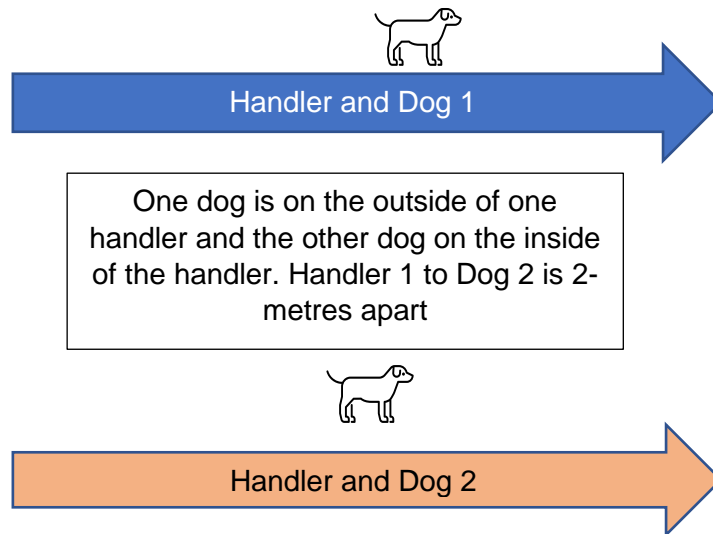 Handler and Dog 1
One dog is on the outside of one
handler and the other dog on the inside
of the handler. Handler 1 to Dog 2 is 2-
metres apart
Handler and Dog 2